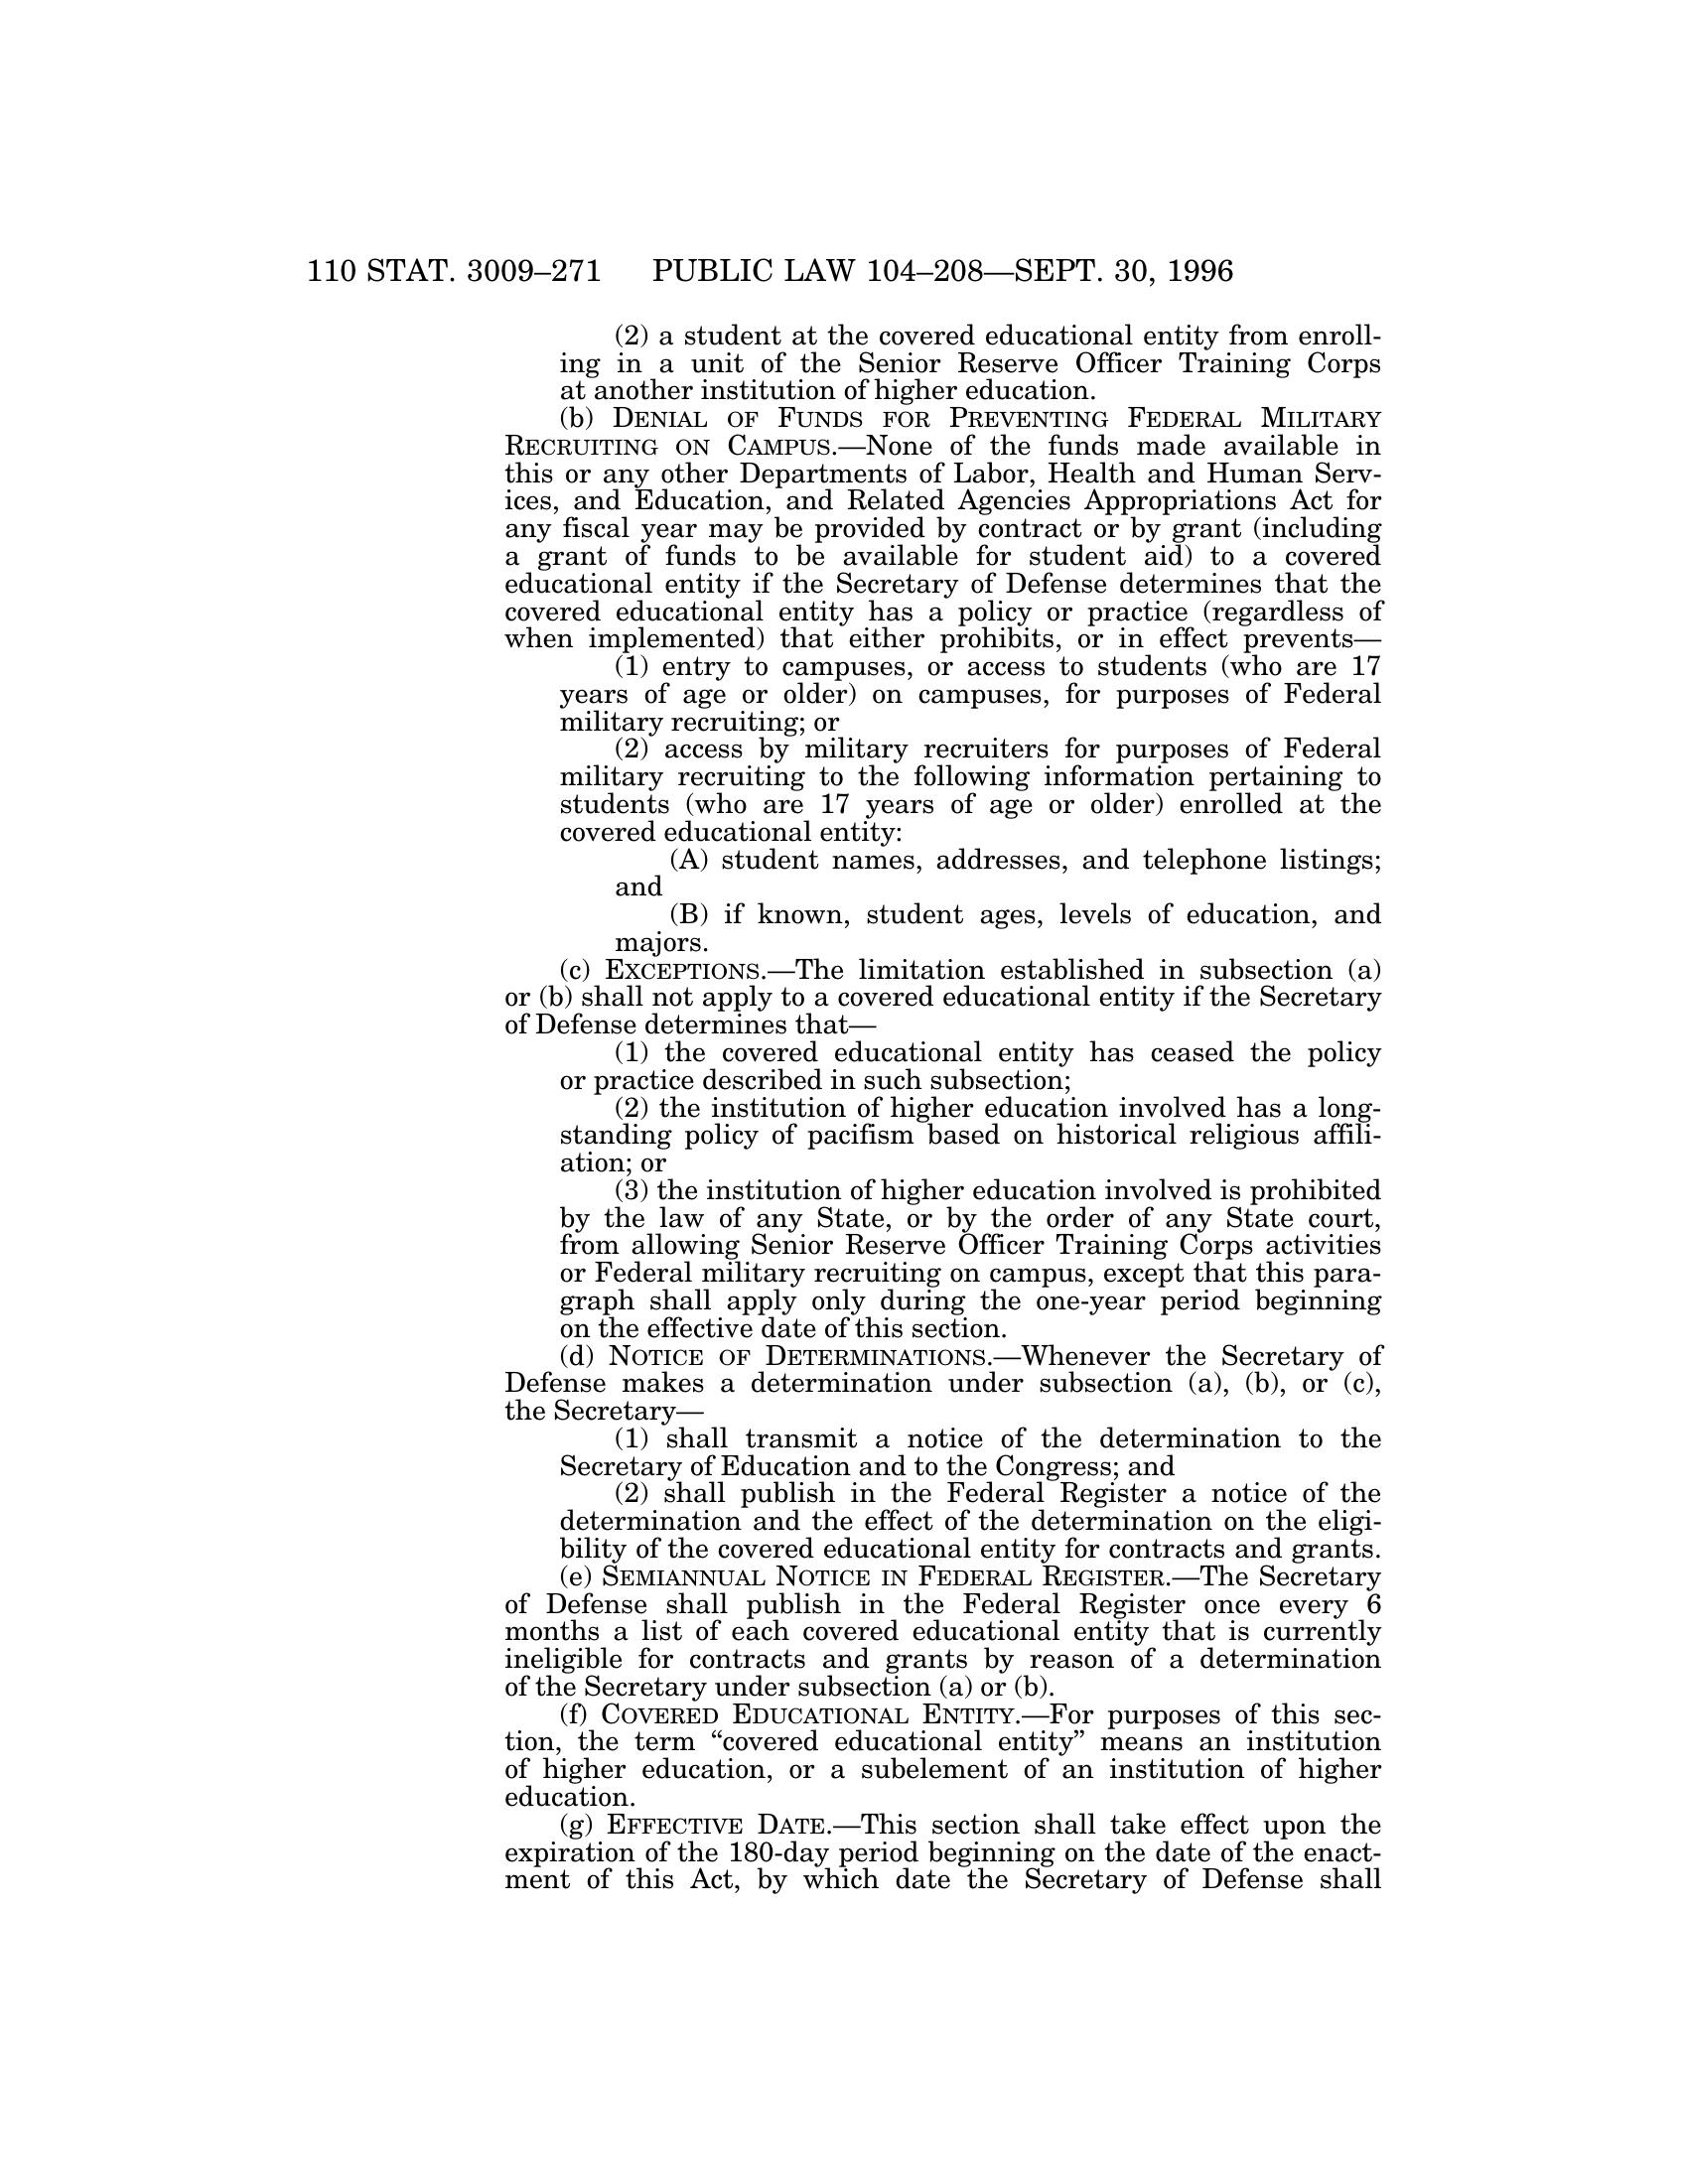 110 STAT. 3009–271 PUBLIC LAW 104–208—SEPT. 30, 1996
(2) a student at the covered educational entity from enroll-
ing in a unit of the Senior Reserve Officer Training Corps
at another institution of higher education.
(b) DENIAL OF FUNDS FOR PREVENTING FEDERAL MILITARY
RECRUITING ON CAMPUS.—None of the funds made available in
this or any other Departments of Labor, Health and Human Serv-
ices, and Education, and Related Agencies Appropriations Act for
any fiscal year may be provided by contract or by grant (including
a grant of funds to be available for student aid) to a covered
educational entity if the Secretary of Defense determines that the
covered educational entity has a policy or practice (regardless of
when implemented) that either prohibits, or in effect prevents—
(1) entry to campuses, or access to students (who are 17
years of age or older) on campuses, for purposes of Federal
military recruiting; or
(2) access by military recruiters for purposes of Federal
military recruiting to the following information pertaining to
students (who are 17 years of age or older) enrolled at the
covered educational entity:
(A) student names, addresses, and telephone listings;
and
(B) if known, student ages, levels of education, and
majors.
(c) EXCEPTIONS.—The limitation established in subsection (a)
or (b) shall not apply to a covered educational entity if the Secretary
of Defense determines that—
(1) the covered educational entity has ceased the policy
or practice described in such subsection;
(2) the institution of higher education involved has a long-
standing policy of pacifism based on historical religious affili-
ation; or
(3) the institution of higher education involved is prohibited
by the law of any State, or by the order of any State court,
from allowing Senior Reserve Officer Training Corps activities
or Federal military recruiting on campus, except that this para-
graph shall apply only during the one-year period beginning
on the effective date of this section.
(d) NOTICE OF DETERMINATIONS.—Whenever the Secretary of
Defense makes a determination under subsection (a), (b), or (c),
the Secretary—
(1) shall transmit a notice of the determination to the
Secretary of Education and to the Congress; and
(2) shall publish in the Federal Register a notice of the
determination and the effect of the determination on the eligi-
bility of the covered educational entity for contracts and grants.
(e) SEMIANNUAL NOTICE IN FEDERAL REGISTER.—The Secretary
of Defense shall publish in the Federal Register once every 6
months a list of each covered educational entity that is currently
ineligible for contracts and grants by reason of a determination
of the Secretary under subsection (a) or (b).
(f) COVERED EDUCATIONAL ENTITY.—For purposes of this sec-
tion, the term “covered educational entity” means an institution
of higher education, or a subelement of an institution of higher
education.
(g) EFFECTIVE DATE.—This section shall take effect upon the
expiration of the 180-day period beginning on the date of the enact-
ment of this Act, by which date the Secretary of Defense shall